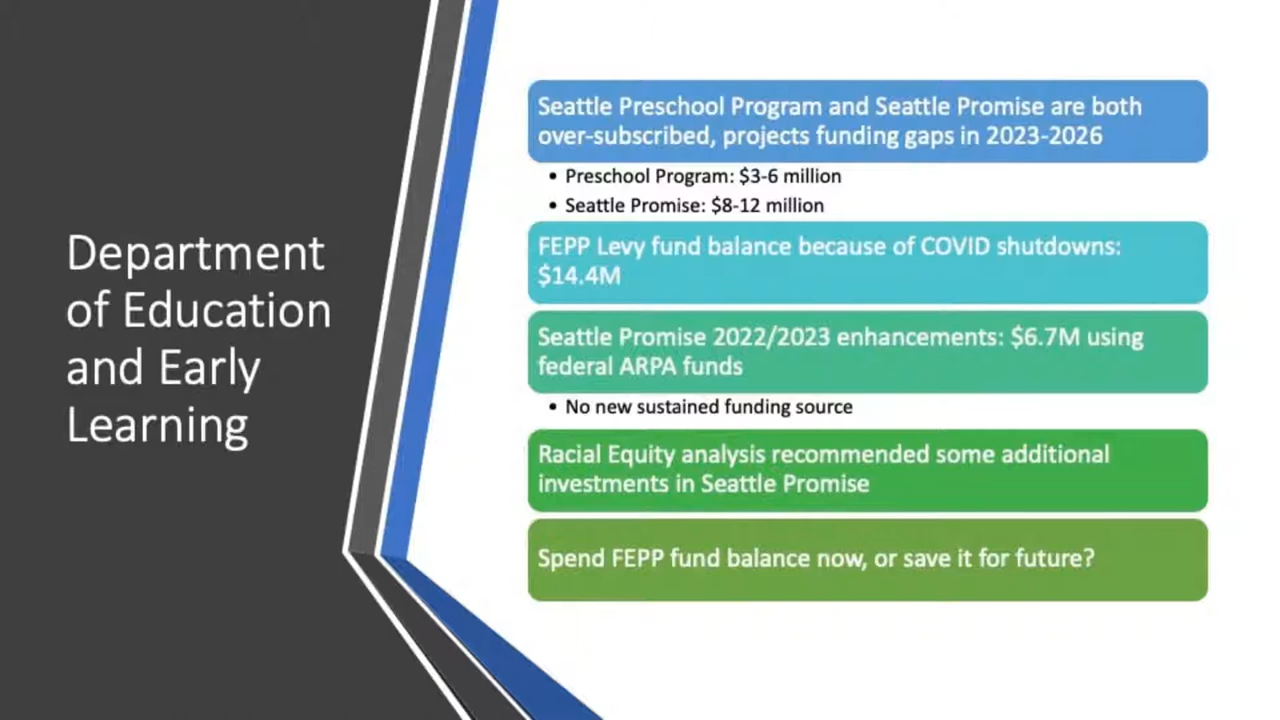 Department
of Education
and Early
Learning
Seattle Preschool Program and Seattle Promise are both
over-subscribed, projects funding gaps in 2023-2026
• Preschool Program: $3-6 million
• Seattle Promise: $8-12 million
FEPP Levy fund balance because of COVID shutdowns:
$14.4M
Seattle Promise 2022/2023 enhancements: $6.7M using
federal ARPA funds
• No new sustained funding source
Racial Equity analysis recommended some additional
investments in Seattle Promise
Spend FEPP fund balance now, or save it for future?